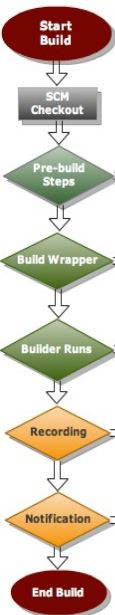 Start
Build
SCM
Checkout
Pre-build
Steps
Build Wrapper
Builder Runs
Recording
Notification
End Build